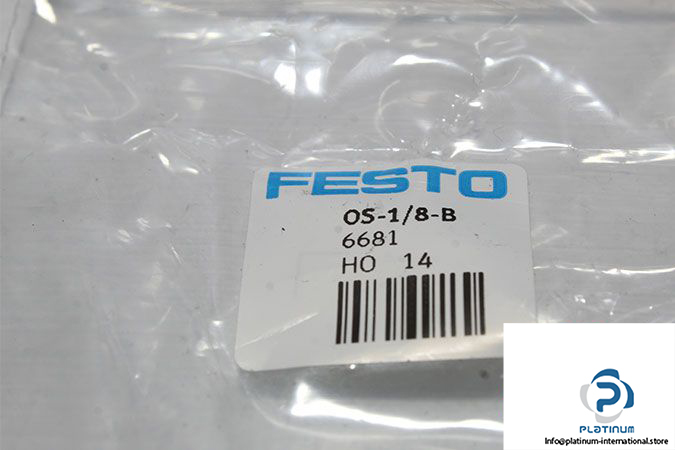 FESTO
OS-1/8-B
6681
HO 14
PLATINUM
Info@platinum-international.store